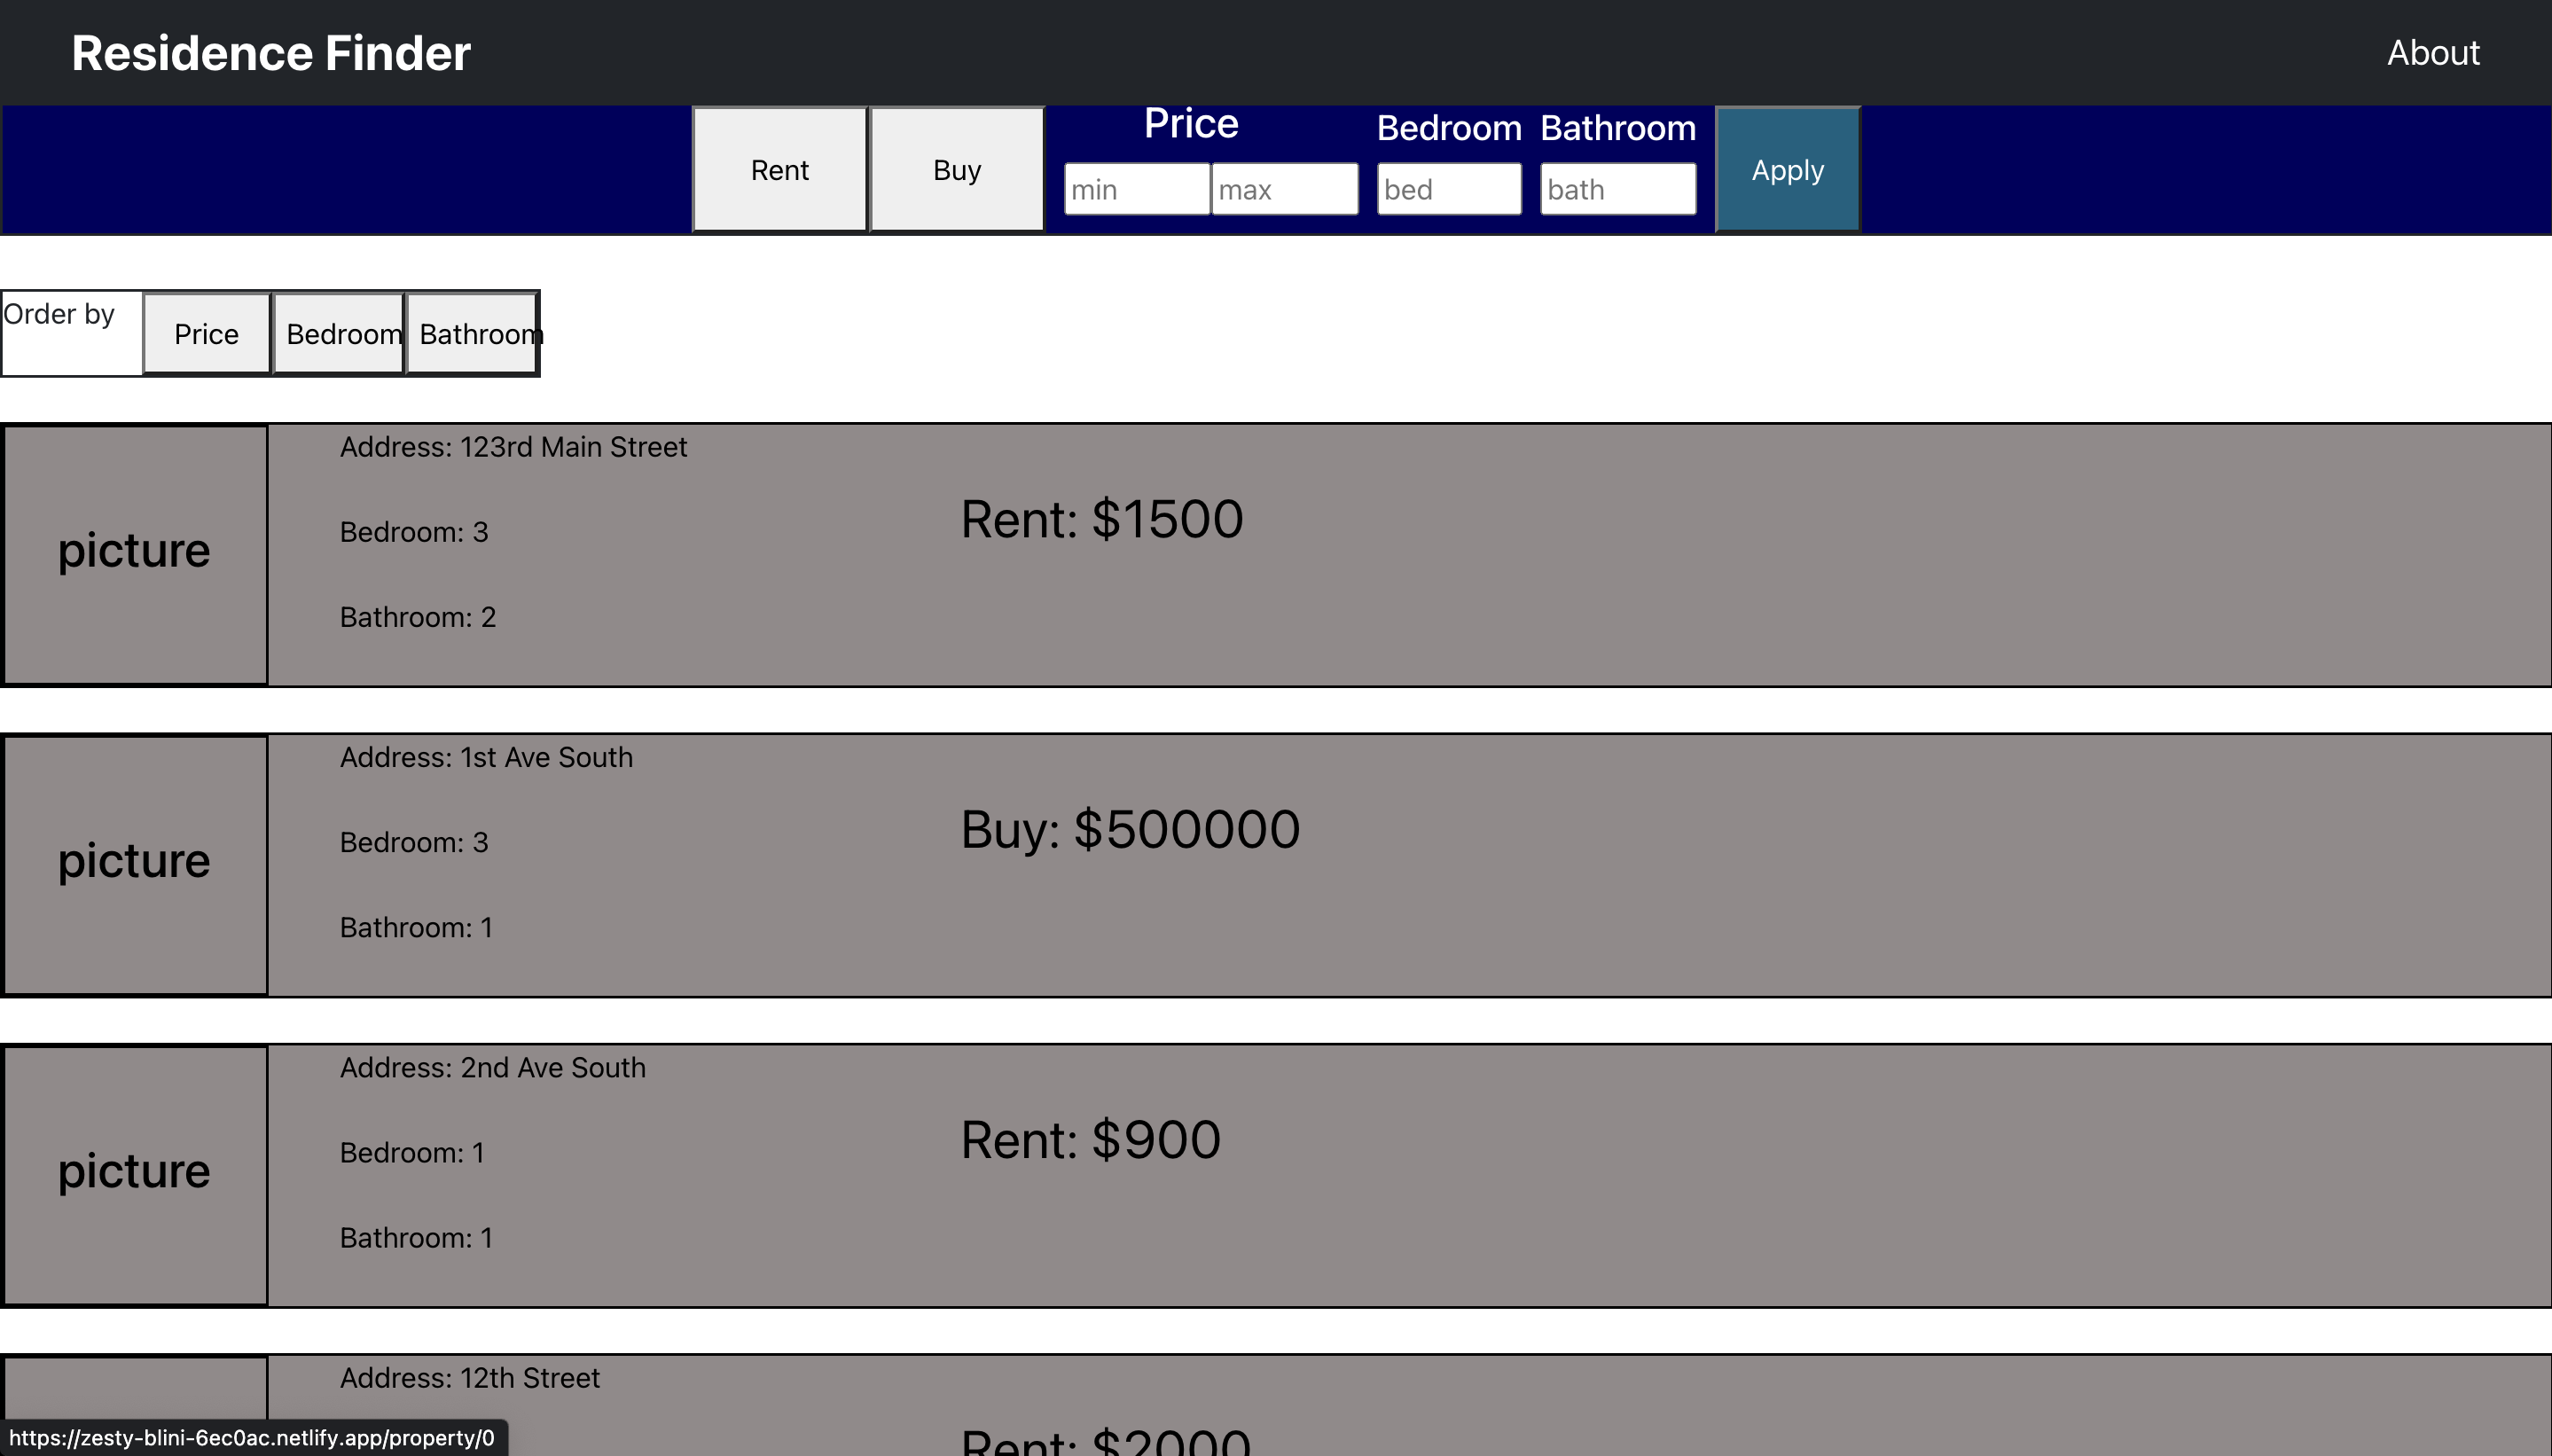 Residence Finder
About
Rent
Buy
Price
min
max
Bedroom
bed
Bathroom
bath
Apply
Order by
Price
Bedroom
Bathroom
picture
Address: 123rd Main Street
Bedroom: 3
Bathroom: 2
Rent: $1500
picture
Address: 1st Ave South
Bedroom: 3
Bathroom: 1
Buy: $500000
picture
Address: 2nd Ave South
Bedroom: 1
Bathroom: 1
Rent: $900
Address: 12th Street
Rent: $2000
https://zesty-blini-6ec0ac.netlify.app/property/0